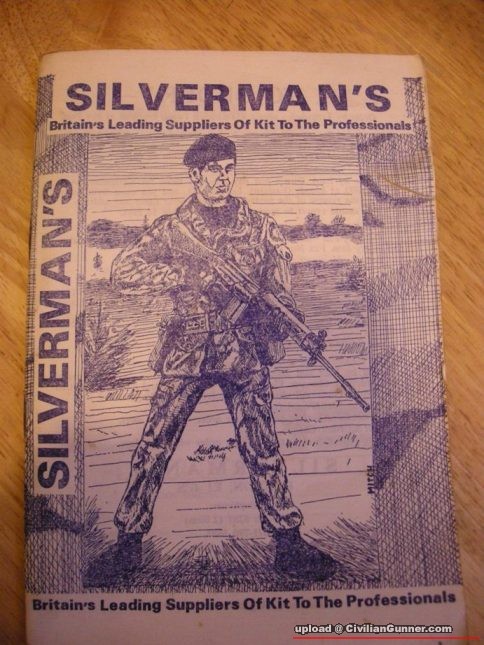 SILVERMAN'S
Britain's Leading Suppliers Of Kit To The Professionals
SILVERMAN'S
MITCH
Britain's Leading Suppliers Of Kit To The Professionals
upload @ CivilianGunner.com